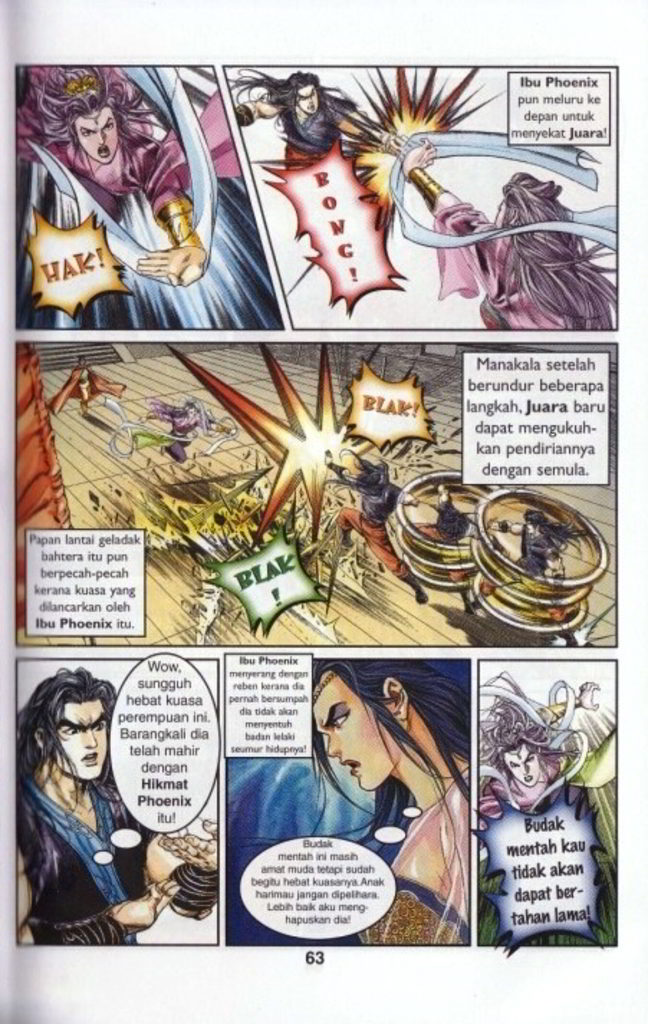 HAK!
Ibu Phoenix
pun meluru ke
depan untuk
menyekat Juara!
BONG!
Manakala setelah
berundur beberapa
langkah, Juara baru
dapat mengukuh-
kan pendiriannya
dengan semula.
BLAK!
BLAK
!
Papan lantai geladak
bahtera itu pun
berpecah-pecah
kerana kuasa yang
dilancarkan oleh
Ibu Phoenix itu.
Wow,
sungguh
hebat kuasa
perempuan ini.
Barangkali dia
telah mahir
dengan
Hikmat
Phoenix
itu!
Ibu Phoenix
menyerang dengan
reben kerana dia
pernah bersumpah
dia tidak akan
menyentuh
badan lelaki
seumur hidupnya!
Budak
mentah ini masih
amat muda tetapi sudah
begitu hebat kuasanya.Anak
harimau jangan dipelihara.
Lebih baik aku meng-
hapuskan dia!
Budak
mentah kau
tidak akan
dapat ber-
tahan lama!
63